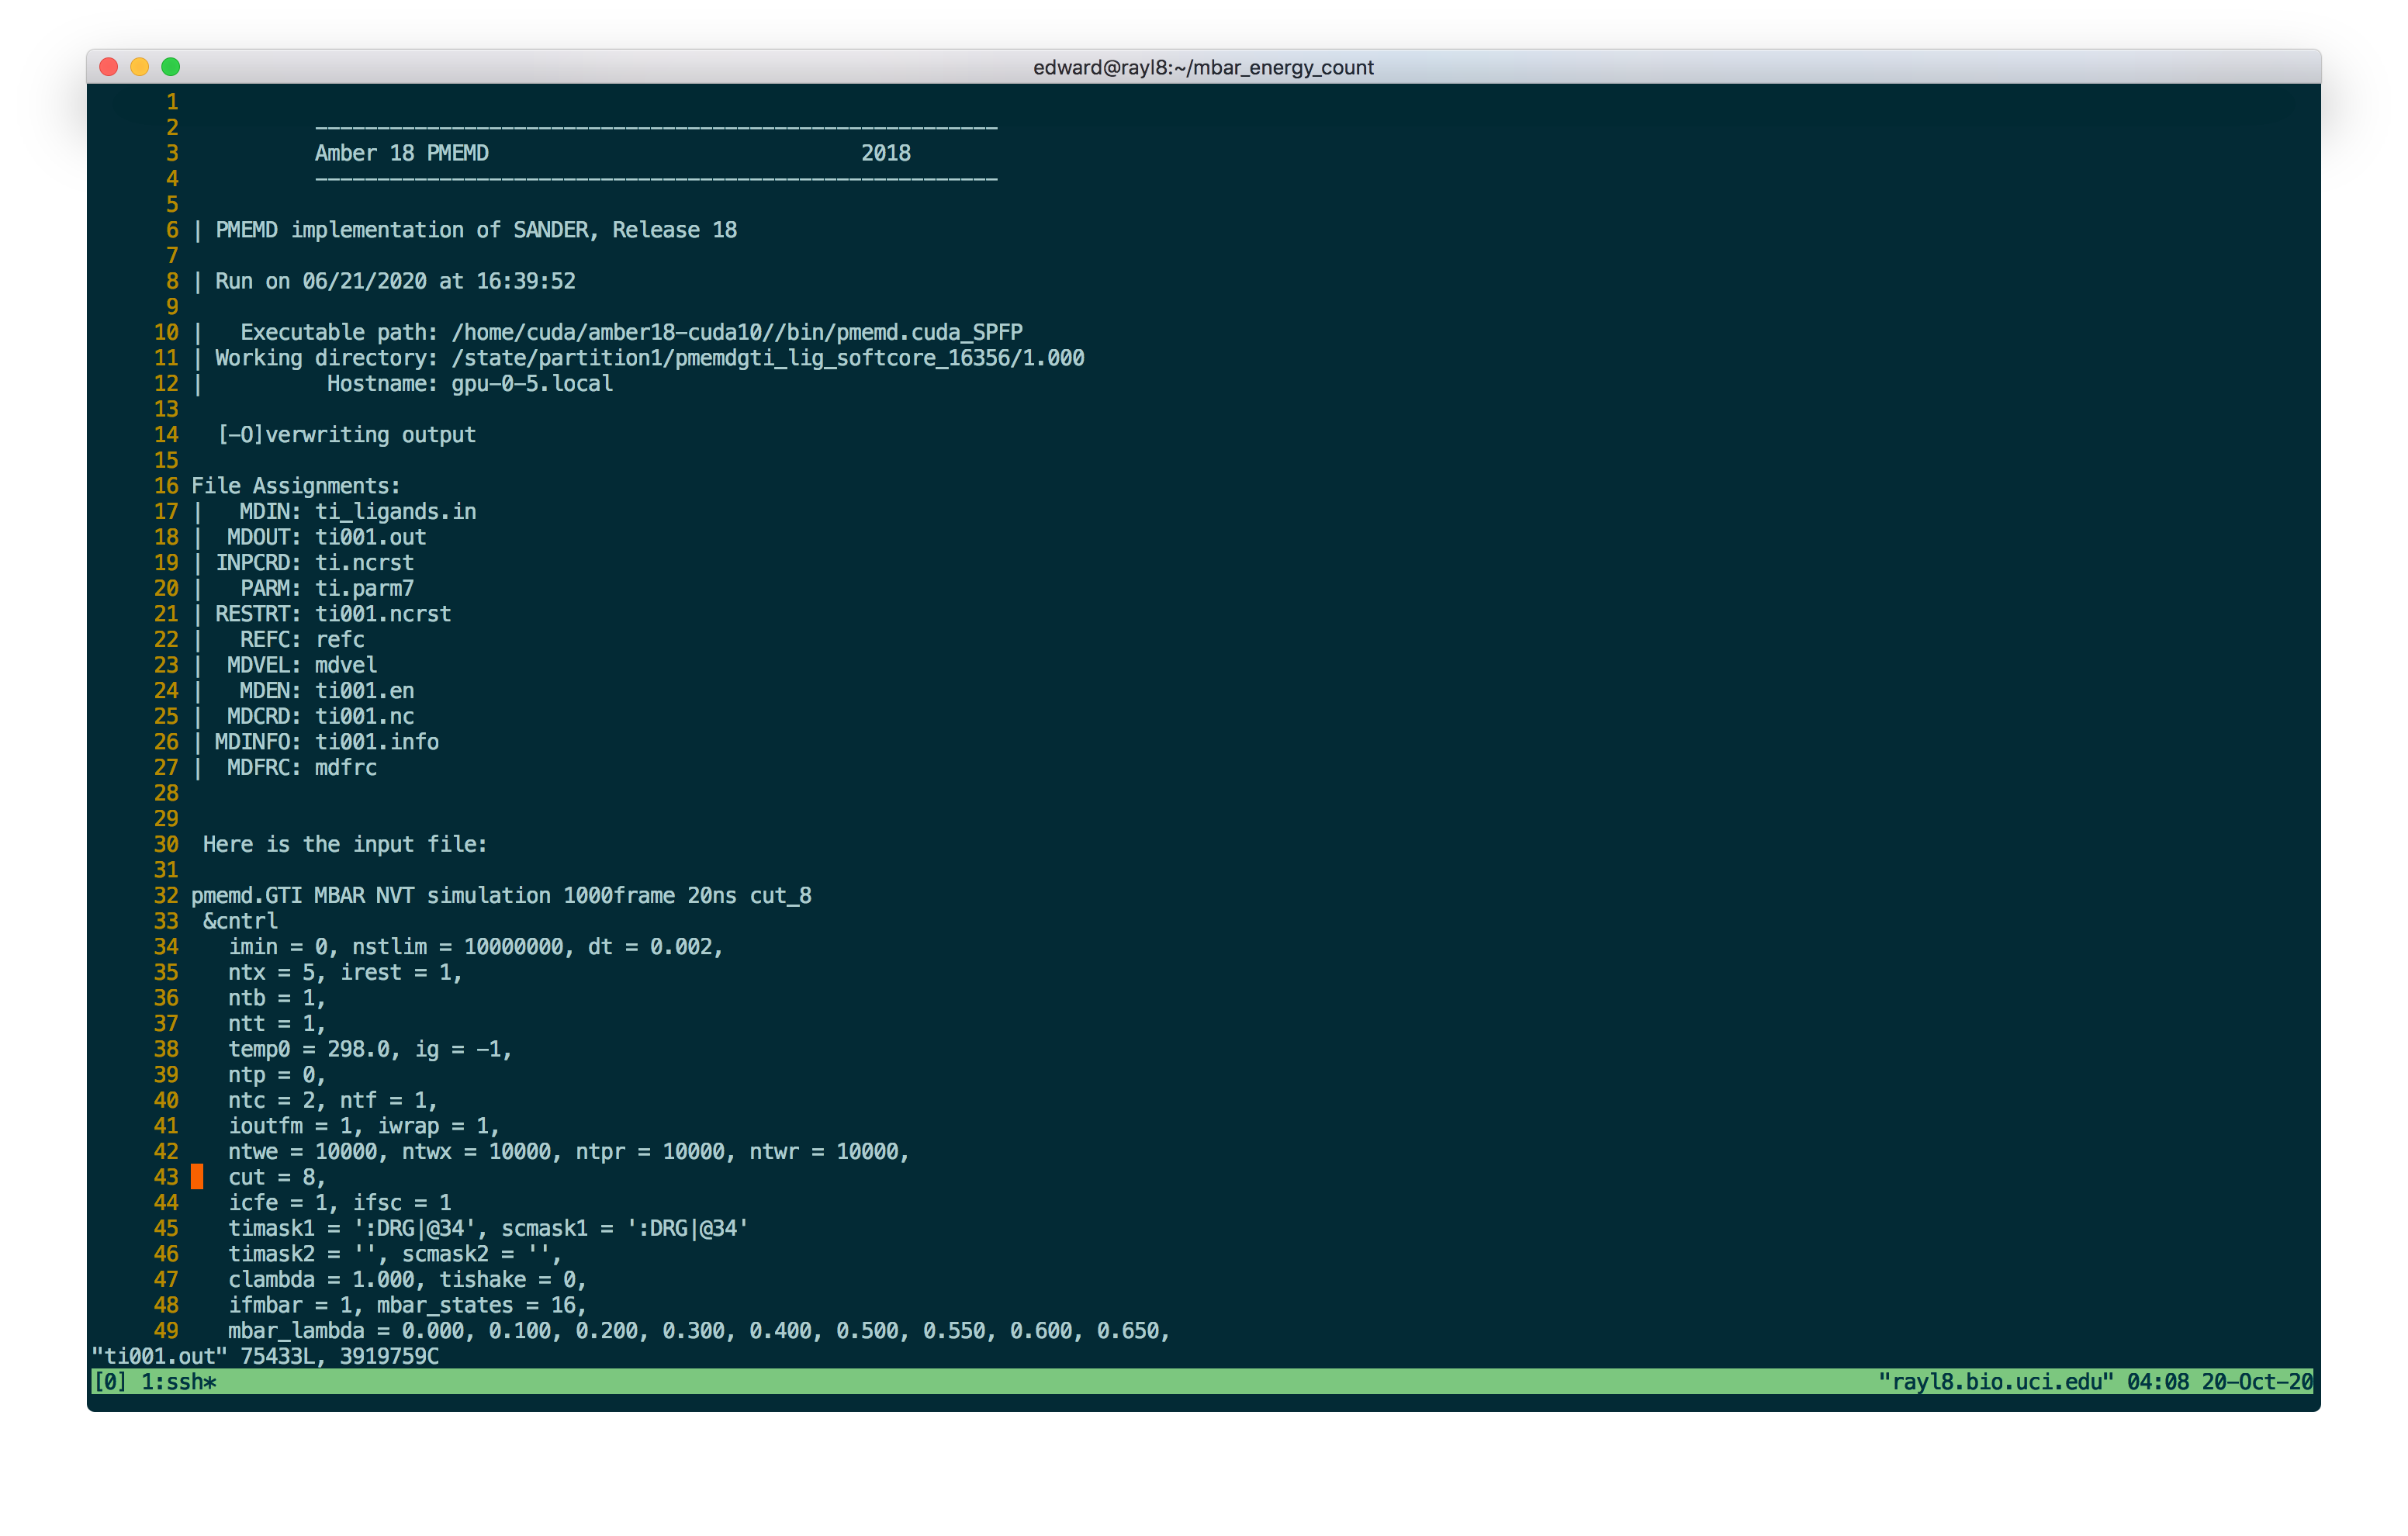 edward@rayl8:~/mbar_energy_count
1
2 -------------------------------------------------------
3 Amber 18 PMEMD 2018
4 -------------------------------------------------------
5
6 | PMEMD implementation of SANDER, Release 18
7
8 | Run on 06/21/2020 at 16:39:52
9
10 | Executable path: /home/cuda/amber18-cuda10//bin/pmemd.cuda_SPFP
11 | Working directory: /state/partition1/pmemdgti_lig_softcore_16356/1.000
12 | Hostname: gpu-0-5.local
13
14 [-O]verwriting output
15
16 File Assignments:
17 | MDIN: ti_ligands.in
18 | MDOUT: ti001.out
19 | INPCRD: ti.ncrst
20 | PARM: ti.parm7
21 | RESTRT: ti001.ncrst
22 | REFC: refc
23 | MDVEL: mdvel
24 | MDEN: ti001.en
25 | MDCRD: ti001.nc
26 | MDINFO: ti001.info
27 | MDFRC: mdfrc
28
29
30 Here is the input file:
31
32 pmemd.GTI MBAR NVT simulation 1000frame 20ns cut_8
33 &cntrl
34 imin = 0, nstlim = 10000000, dt = 0.002,
35 ntx = 5, irest = 1,
36 ntb = 1,
37 ntt = 1,
38 temp0 = 298.0, ig = -1,
39 ntp = 0,
40 ntc = 2, ntf = 1,
41 ioutfm = 1, iwrap = 1,
42 ntwe = 10000, ntwx = 10000, ntpr = 10000, ntwr = 10000,
43 cut = 8,
44 icfe = 1, ifsc = 1
45 timask1 = ':DRG|@34', scmask1 = ':DRG|@34'
46 timask2 = '', scmask2 = '',
47 clambda = 1.000, tishake = 0,
48 ifmbar = 1, mbar_states = 16,
49 mbar_lambda = 0.000, 0.100, 0.200, 0.300, 0.400, 0.500, 0.550, 0.600, 0.650,
"ti001.out" 75433L, 3919759C
[0] 1:ssh* "rayl8.bio.uci.edu" 04:08 20-Oct-20